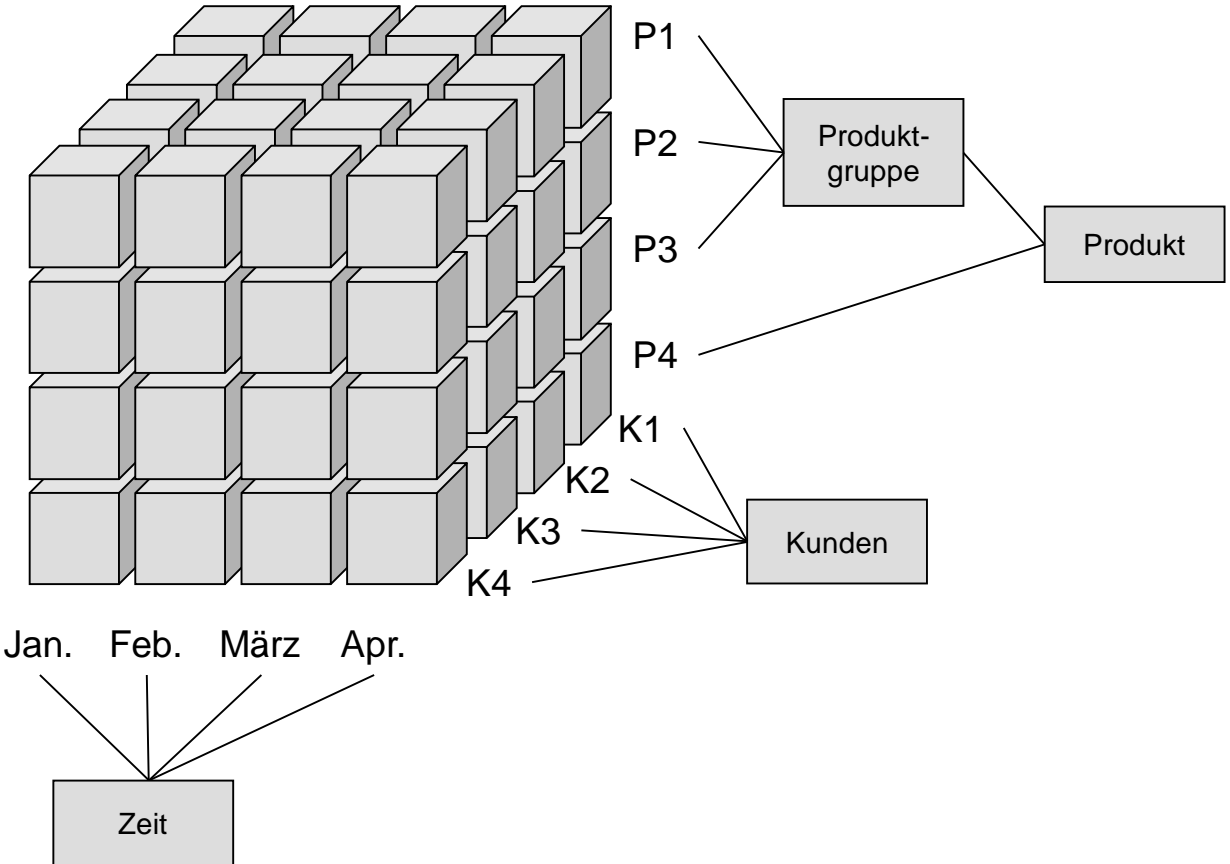 P1
P2
Produkt-
gruppe
P3
Produkt
P4
K1
K2
K3
Kunden
K4
Jan. Feb. März Apr.
Zeit